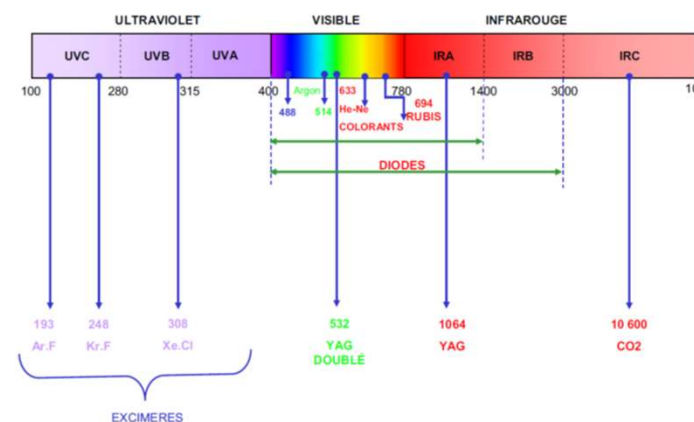 ULTRAVIOLET VISIBLE INFRAROUGE
UVC UVB UVA IRA IRB IRC
100 280 315 400 780 1400 3000 10
488 Argon 514 633 694
He-Ne RUBIS
COLORANTS
DIODES
193 248 308 532 1064 10 600
Ar.F Kr.F Xe.Cl YAG YAG CO2
DOUBLÉ
EXCIMERES